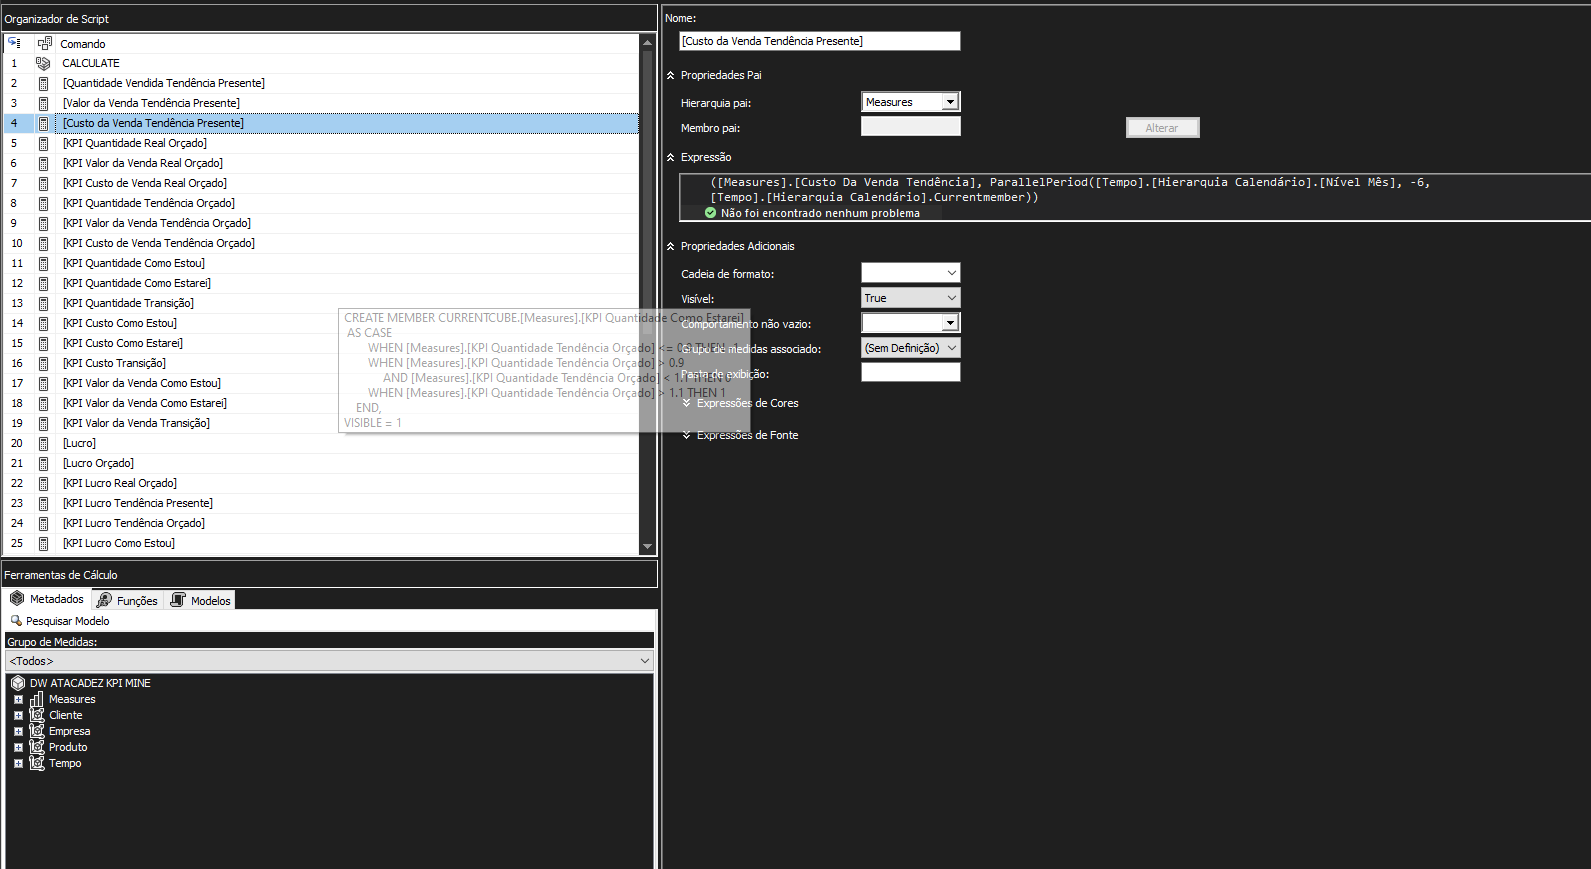 Organizador de Script
Comando
1 CALCULATE
2 [Quantidade Vendida Tendência Presente]
3 [Valor da Venda Tendência Presente]
4 [Custo da Venda Tendência Presente]
5 [KPI Quantidade Real Orçado]
6 [KPI Valor da Venda Real Orçado]
7 [KPI Custo de Venda Real Orçado]
8 [KPI Quantidade Tendência Orçado]
9 [KPI Valor da Venda Tendência Orçado]
10 [KPI Custo de Venda Tendência Orçado]
11 [KPI Quantidade Como Estou]
12 [KPI Quantidade Como Estarei]
13 [KPI Quantidade Transição]
14 [KPI Custo Como Estou]
15 [KPI Custo Como Estarei]
16 [KPI Custo Transição]
17 [KPI Valor da Venda Como Estou]
18 [KPI Valor da Venda Como Estarei]
19 [KPI Valor da Venda Transição]
20 [Lucro]
21 [Lucro Orçado]
22 [KPI Lucro Real Orçado]
23 [KPI Lucro Tendência Presente]
24 [KPI Lucro Tendência Orçado]
25 [KPI Lucro Como Estou]
CREATE MEMBER CURRENTCUBE.[Measures].[KPI Quantidade Como Estarei]
AS CASE
WHEN [Measures].[KPI Quantidade Tendência Orçado] <= 0.9 THEN -1
WHEN [Measures].[KPI Quantidade Tendência Orçado] > 0.9
AND [Measures].[KPI Quantidade Tendência Orçado] < 1.1 THEN 0
WHEN [Measures].[KPI Quantidade Tendência Orçado] > 1.1 THEN 1
END,
VISIBLE = 1
Ferramentas de Cálculo
Metadados Funções Modelos
Pesquisar Modelo
Grupo de Medidas:
<Todos>
DW ATACADEZ KPI MINE
Measures
Cliente
Empresa
Produto
Tempo
Nome:
[Custo da Venda Tendência Presente]
Propriedades Pai
Hierarquia pai: Measures
Membro pai: Alterar
Expressão
([Measures].[Custo Da Venda Tendência], ParallelPeriod([Tempo].[Hierarquia Calendário].[Nível Mês], -6,
[Tempo].[Hierarquia Calendário].Currentmember))
Não foi encontrado nenhum problema
Propriedades Adicionais
Cadeia de formato:
Visível: True
Comportamento não vazio:
Grupo de medidas associado: (Sem Definição)
Pasta de exibição:
Expressões de Cores
Expressões de Fonte